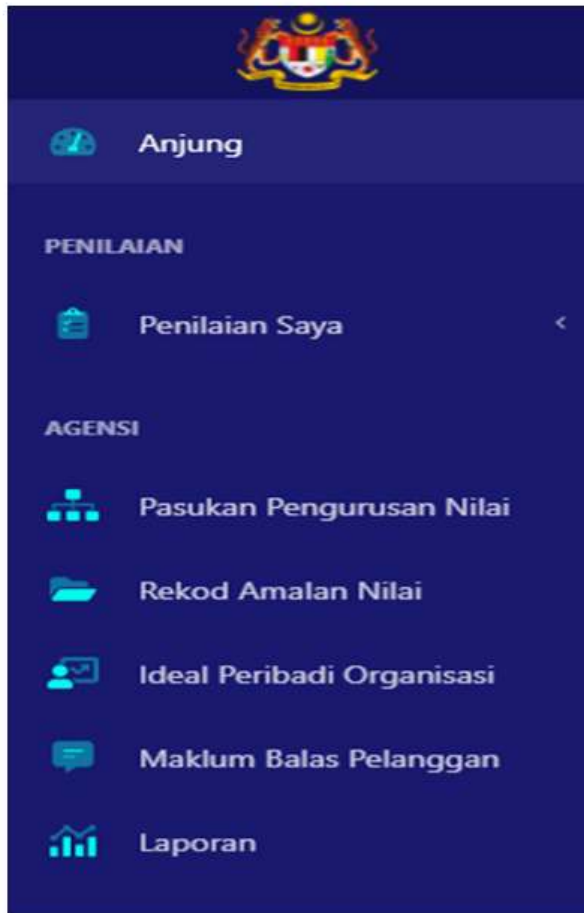 Anjung
PENILAIAN
Penilaian Saya
AGENSI
Pasukan Pengurusan Nilai
Rekod Amalan Nilai
Ideal Peribadi Organisasi
Maklum Balas Pelanggan
Laporan